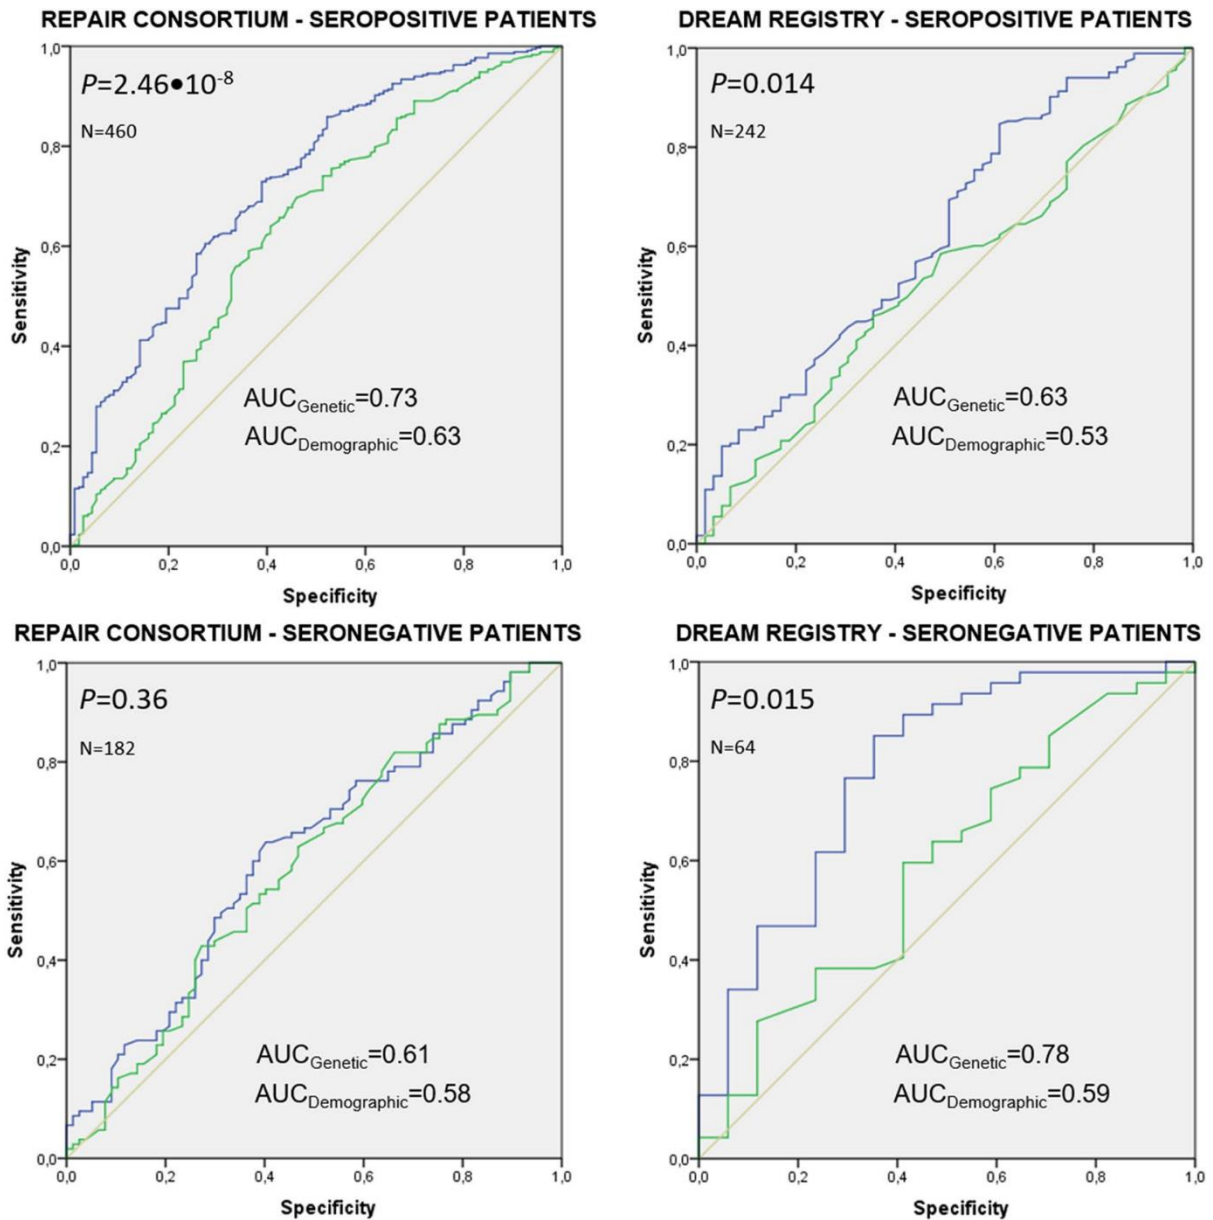 REPAIR CONSORTIUM - SEROPOSITIVE PATIENTS
1,0
P=2.46•10-8
N=460
0,8
0,6
Sensitivity
0,4
AUCGenetic=0.73
AUCDemographic=0.63
0,2
0,0
0,0 0,2 0,4 0,6 0,8 1,0
Specificity
DREAM REGISTRY - SEROPOSITIVE PATIENTS
1,0
P=0.014
N=242
0,8
0,6
Sensitivity
0,4
AUCGenetic=0.63
AUCDemographic=0.53
0,2
0,0
0,0 0,2 0,4 0,6 0,8 1,0
Specificity
REPAIR CONSORTIUM - SERONEGATIVE PATIENTS
1,0
P=0.36
N=182
0,8
0,6
Sensitivity
0,4
0,2
AUCGenetic=0.61
AUCDemographic=0.58
0,0
0,0 0,2 0,4 0,6 0,8 1,0
Specificity
DREAM REGISTRY - SERONEGATIVE PATIENTS
1,0
P=0.015
N=64
0,8
0,6
Sensitivity
0,4
0,2
AUCGenetic=0.78
AUCDemographic=0.59
0,0
0,0 0,2 0,4 0,6 0,8 1,0
Specificity